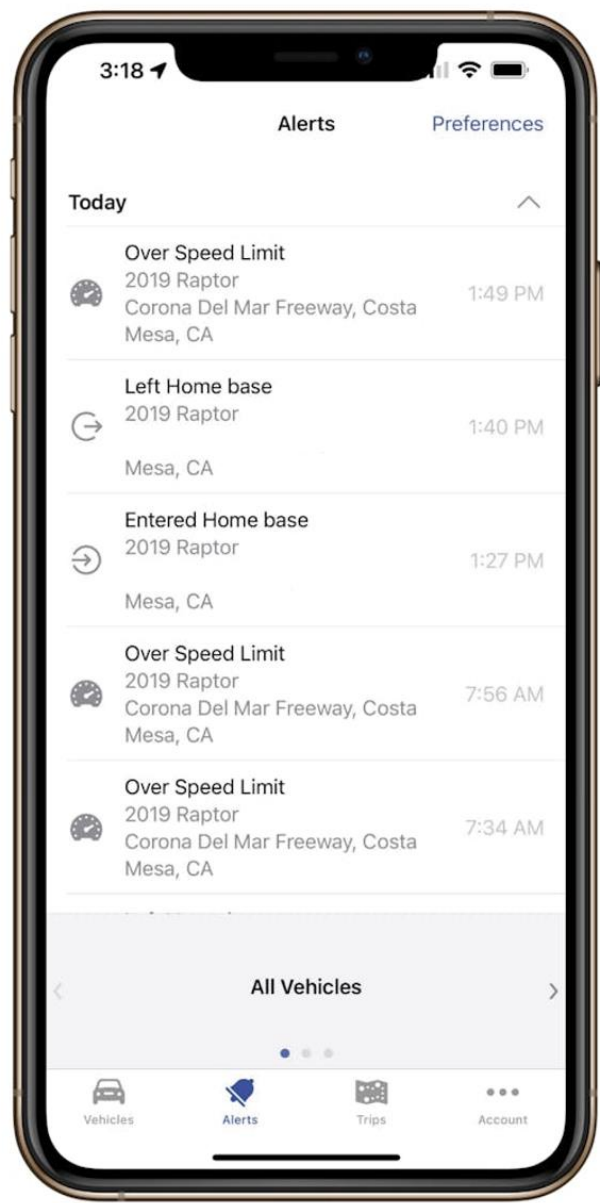 3:18
Alerts
Preferences
Today
Over Speed Limit
2019 Raptor
Corona Del Mar Freeway, Costa
Mesa, CA
1:49 PM
Left Home base
2019 Raptor
Mesa, CA
1:40 PM
Entered Home base
2019 Raptor
Mesa, CA
1:27 PM
Over Speed Limit
2019 Raptor
Corona Del Mar Freeway, Costa
Mesa, CA
7:56 AM
Over Speed Limit
2019 Raptor
Corona Del Mar Freeway, Costa
Mesa, CA
7:34 AM
All Vehicles
Vehicles
Alerts
Trips
Account